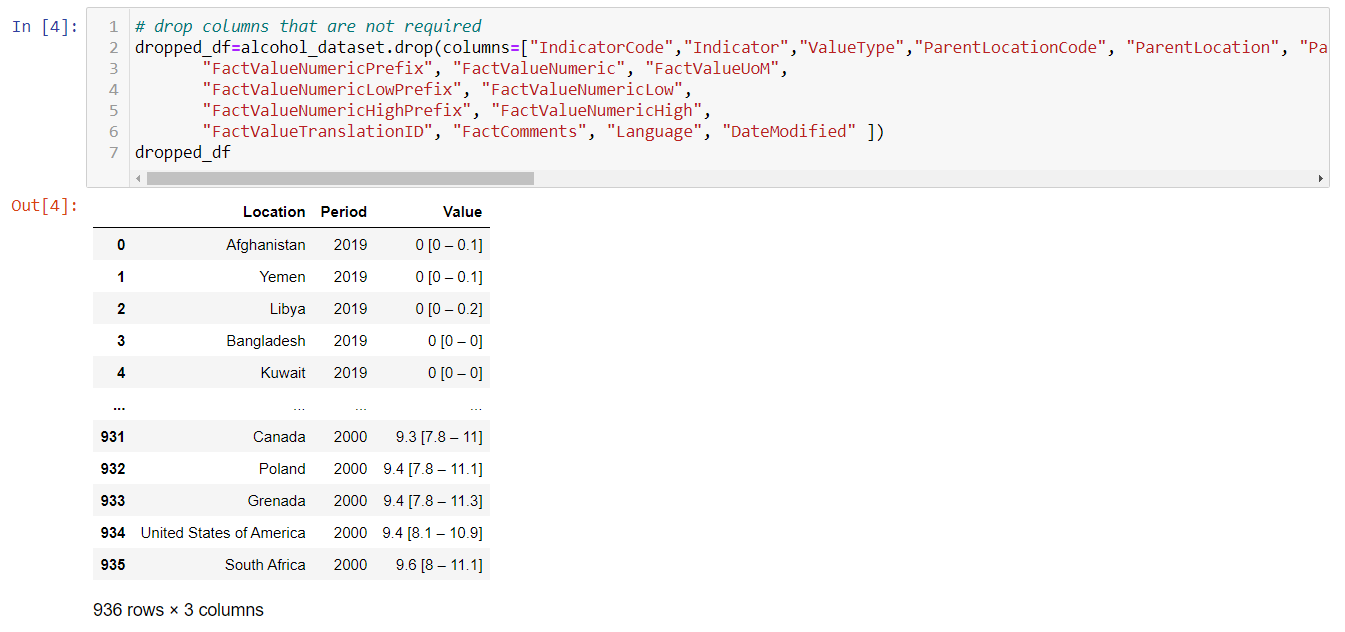 In [4]:
1 # drop columns that are not required
2 dropped_df=alcohol_dataset.drop(columns=["IndicatorCode","Indicator","ValueType","ParentLocationCode", "ParentLocation", "Pa
3 "FactValueNumericPrefix", "FactValueNumeric", "FactValueUoM",
4 "FactValueNumericLowPrefix", "FactValueNumericLow",
5 "FactValueNumericHighPrefix", "FactValueNumericHigh",
6 "FactValueTranslationID", "FactComments", "Language", "DateModified" ])
7 dropped_df
Out[4]:
Location Period Value
0 Afghanistan 2019 0 [0 – 0.1]
1 Yemen 2019 0 [0 – 0.1]
2 Libya 2019 0 [0 – 0.2]
3 Bangladesh 2019 0 [0 – 0]
4 Kuwait 2019 0 [0 – 0]
... ... ... ...
931 Canada 2000 9.3 [7.8 – 11]
932 Poland 2000 9.4 [7.8 – 11.1]
933 Grenada 2000 9.4 [7.8 – 11.3]
934 United States of America 2000 9.4 [8.1 – 10.9]
935 South Africa 2000 9.6 [8 – 11.1]
936 rows × 3 columns